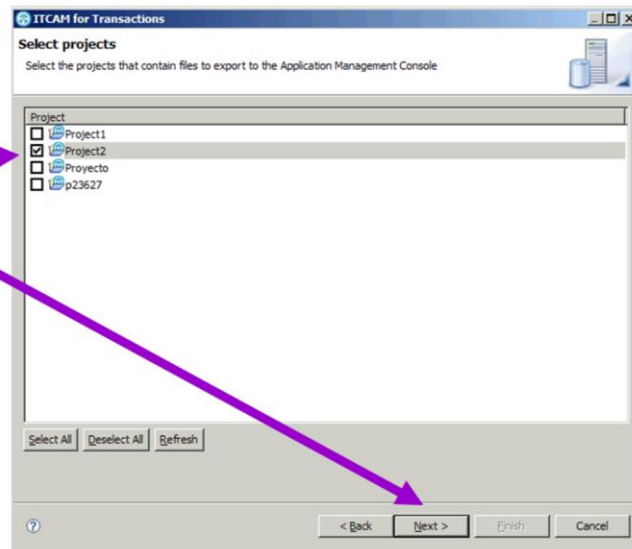 ITCAM for Transactions
Select projects
Select the projects that contain files to export to the Application Management Console
Project
Project1
Project2
Proyecto
p23627
Select All Deselect All Refresh
? < Back Next > Finish Cancel